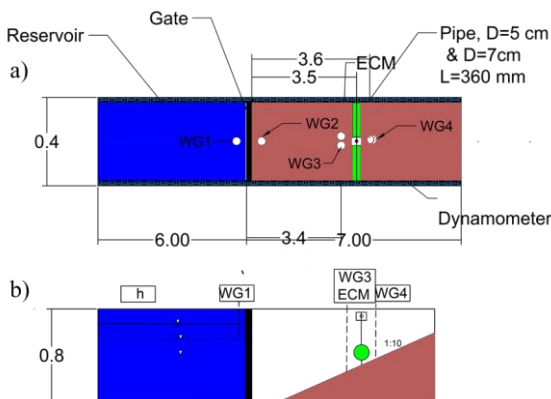 Reservoir
Gate
3.6
3.5
ECM
Pipe, D=5 cm
& D=7cm
L=360 mm
a)
0.4
WG1
WG2
WG3
WG4
Dynamometer
6.00
3.4
7.00
b)
h
WG1
WG3
ECM
WG4
0.8
1:10